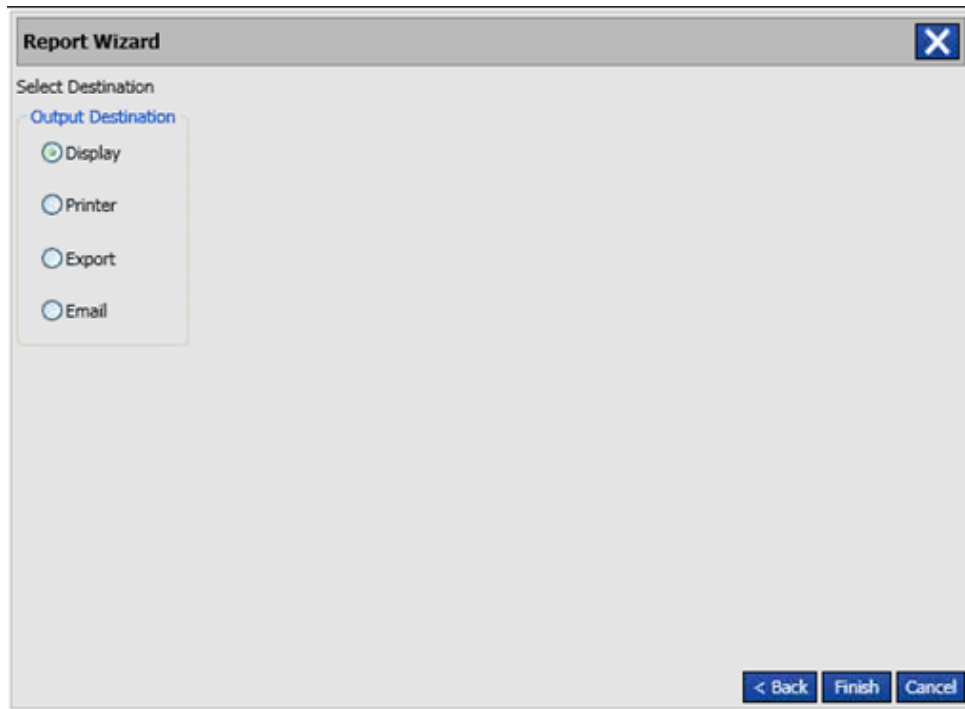 Report Wizard
Select Destination
Output Destination
Display
Printer
Export
Email
< Back Finish Cancel